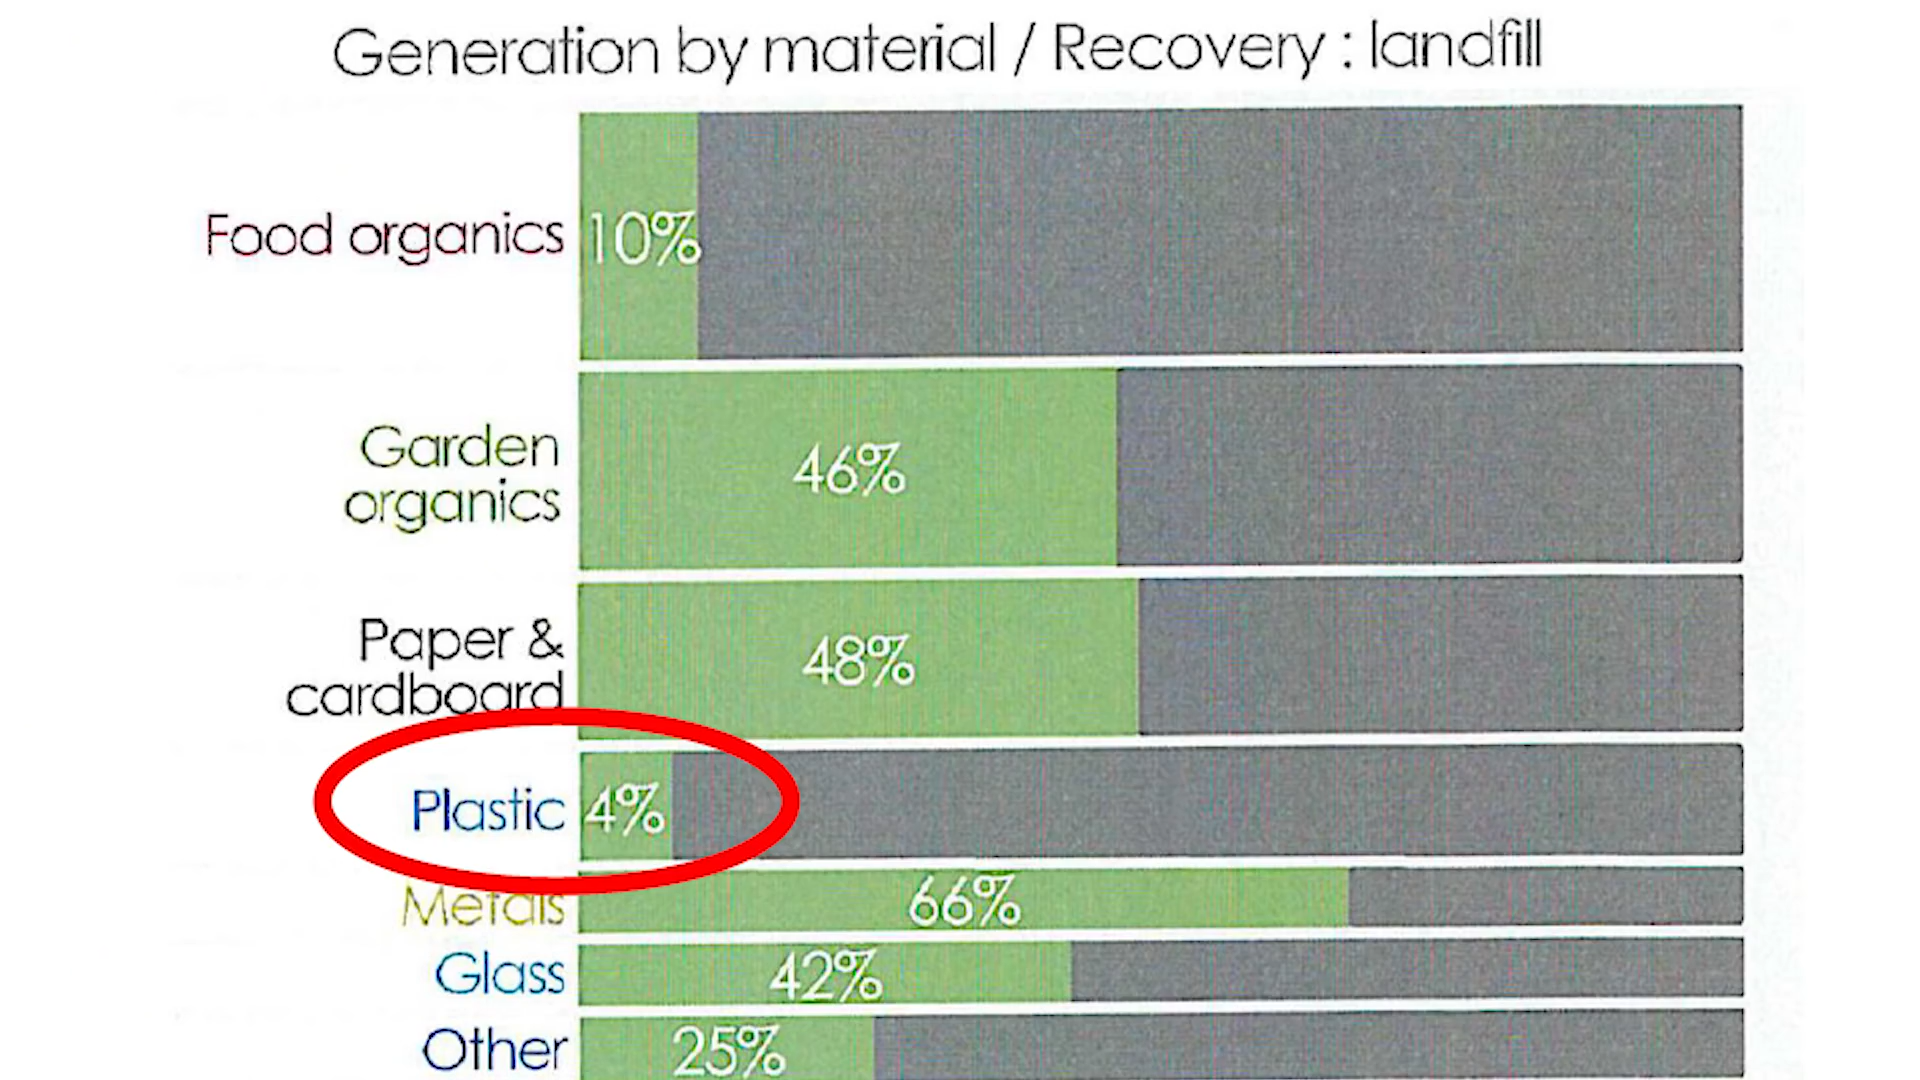 Generation by material / Recovery : landfill
Food organics 10%
Garden
organics
46%
Paper &
cardboard
48%
Plastic 4%
Metals 66%
Glass 42%
Other 25%